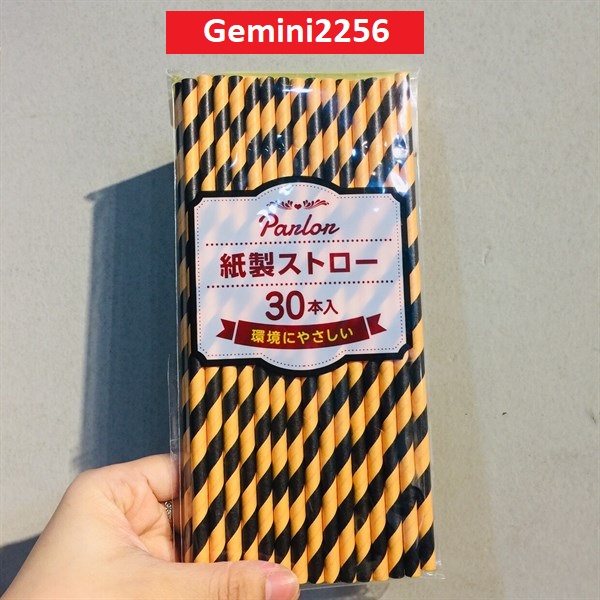 Gemini2256
Parlor
紙製ストロー
30本入
環境にやさしい